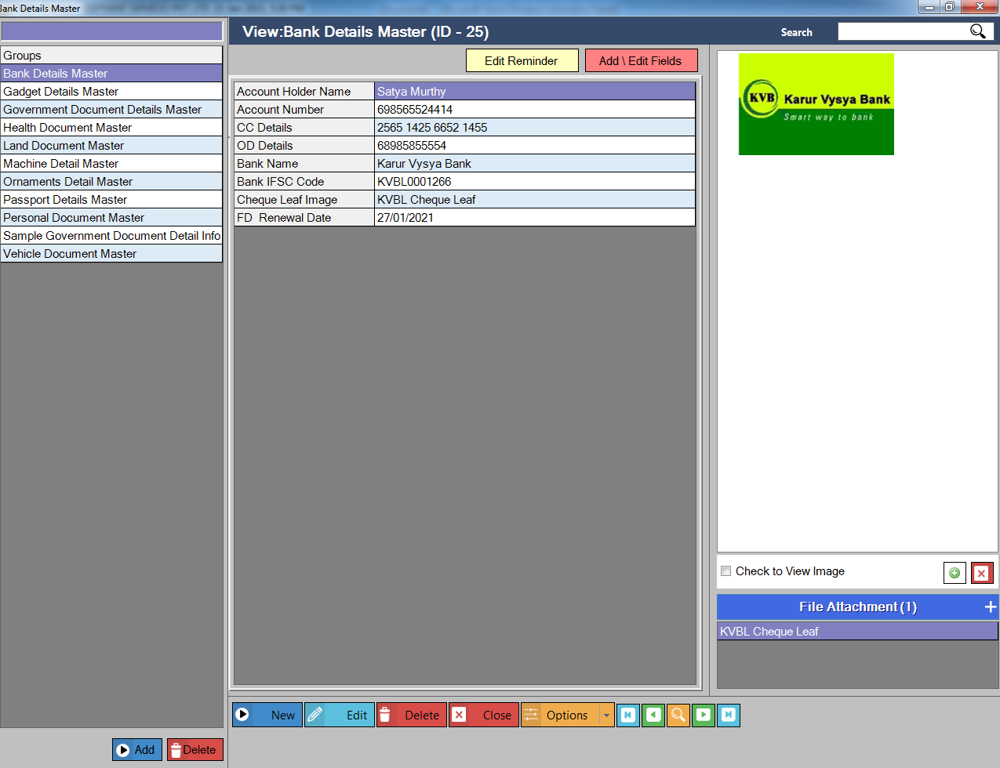 Bank Details Master
View:Bank Details Master (ID - 25)
Search
Groups
Bank Details Master
Gadget Details Master
Government Document Details Master
Health Document Master
Land Document Master
Machine Detail Master
Ornaments Detail Master
Passport Details Master
Personal Document Master
Sample Government Document Detail Info
Vehicle Document Master
Add
Delete
Edit Reminder
Add \ Edit Fields
Account Holder Name Satya Murthy
Account Number 698565524414
CC Details 2565 1425 6652 1455
OD Details 68985855554
Bank Name Karur Vysya Bank
Bank IFSC Code KVBL0001266
Cheque Leaf Image KVBL Cheque Leaf
FD Renewal Date 27/01/2021
KVB Karur Vysya Bank
Smart way to bank
Check to View Image
File Attachment (1)
KVBL Cheque Leaf
New
Edit
Delete
Close
Options